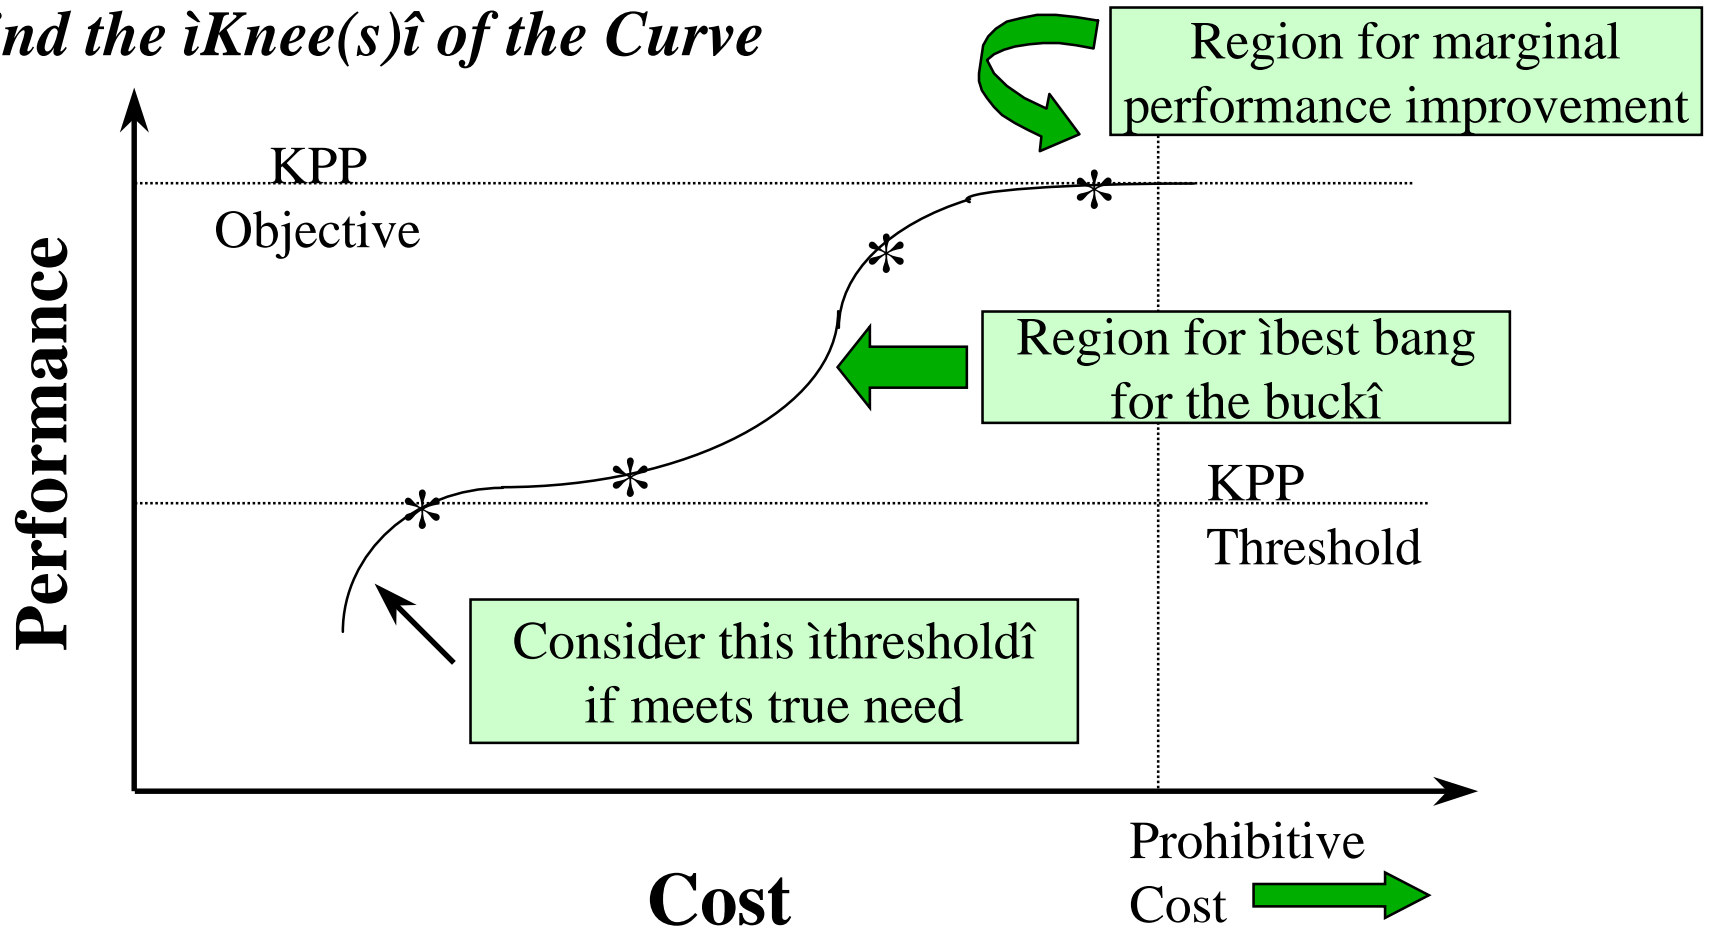 nd the ìKnee(s)î of the Curve
Region for marginal
performance improvement
KPP
Objective
Performance
Region for ìbest bang
for the buckî
KPP
Threshold
Consider this ìthresholdî
if meets true need
Prohibitive
Cost
Cost